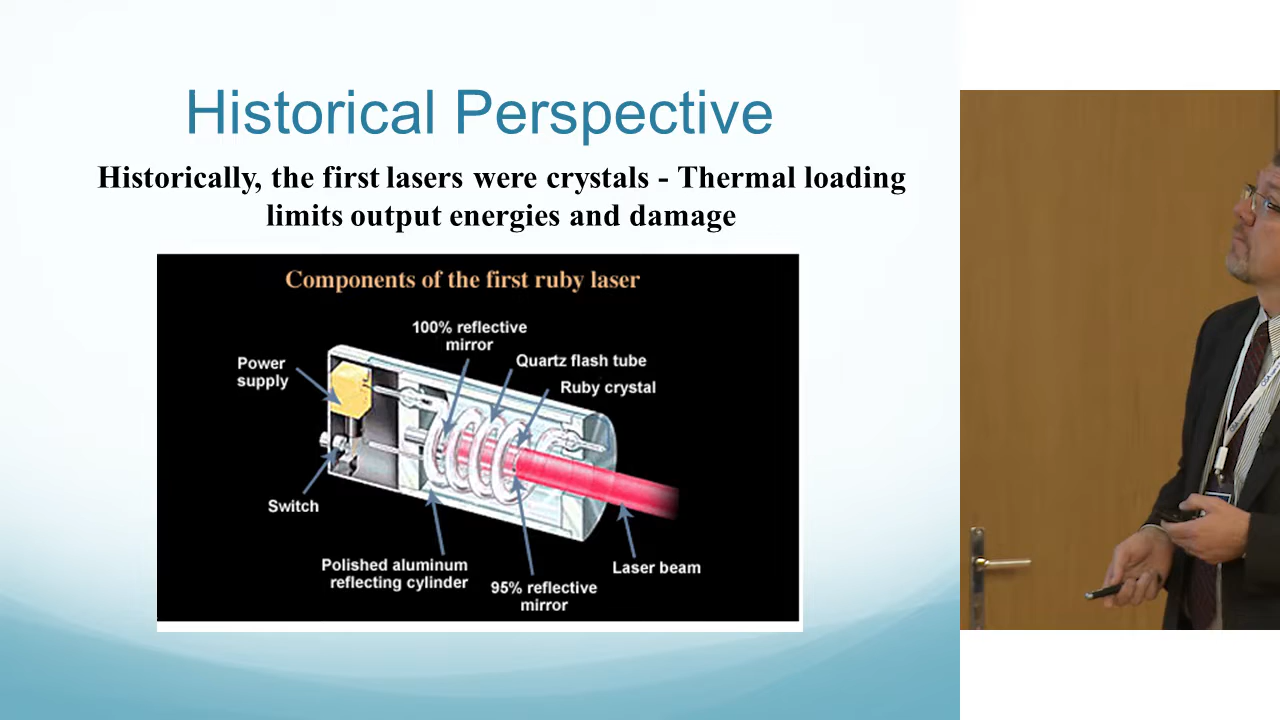 Historical Perspective
Historically, the first lasers were crystals - Thermal loading
limits output energies and damage
Components of the first ruby laser
100% reflective
mirror
Quartz flash tube
Power
supply
Ruby crystal
Switch
Polished aluminum
reflecting cylinder
95% reflective
mirror
Laser beam